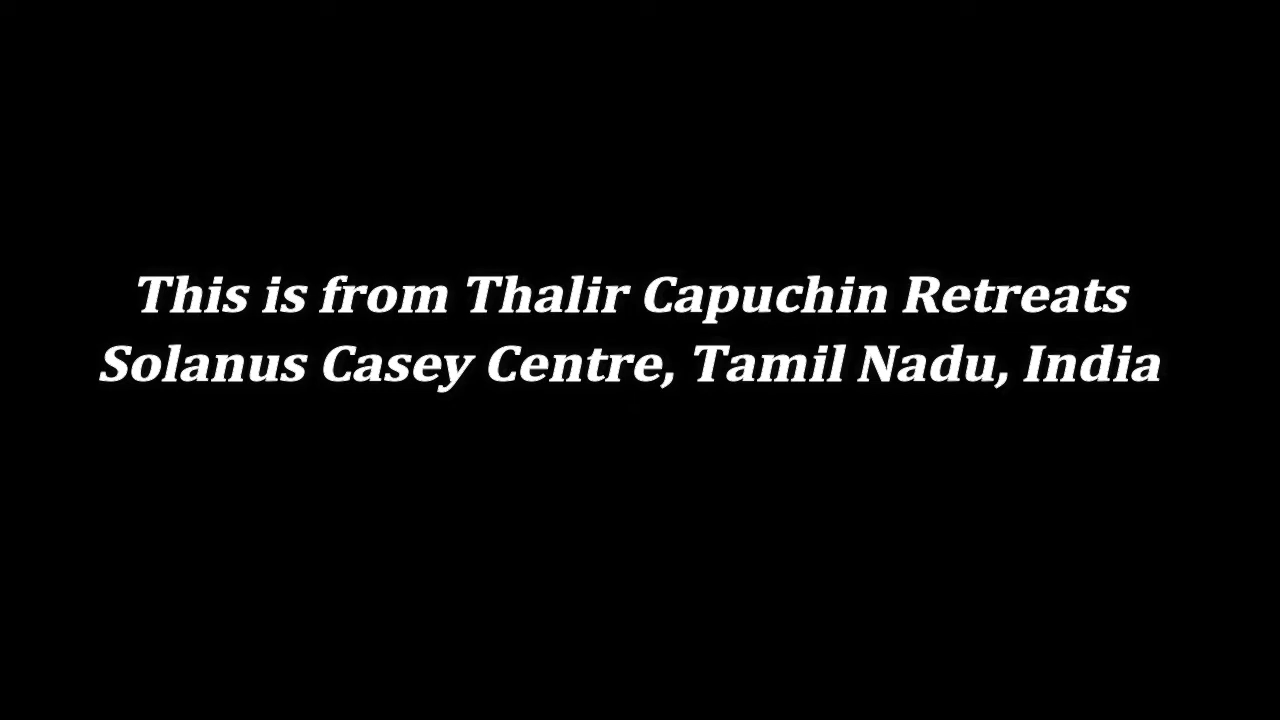 This is from Thalir Capuchin Retreats
Solanus Casey Centre, Tamil Nadu, India